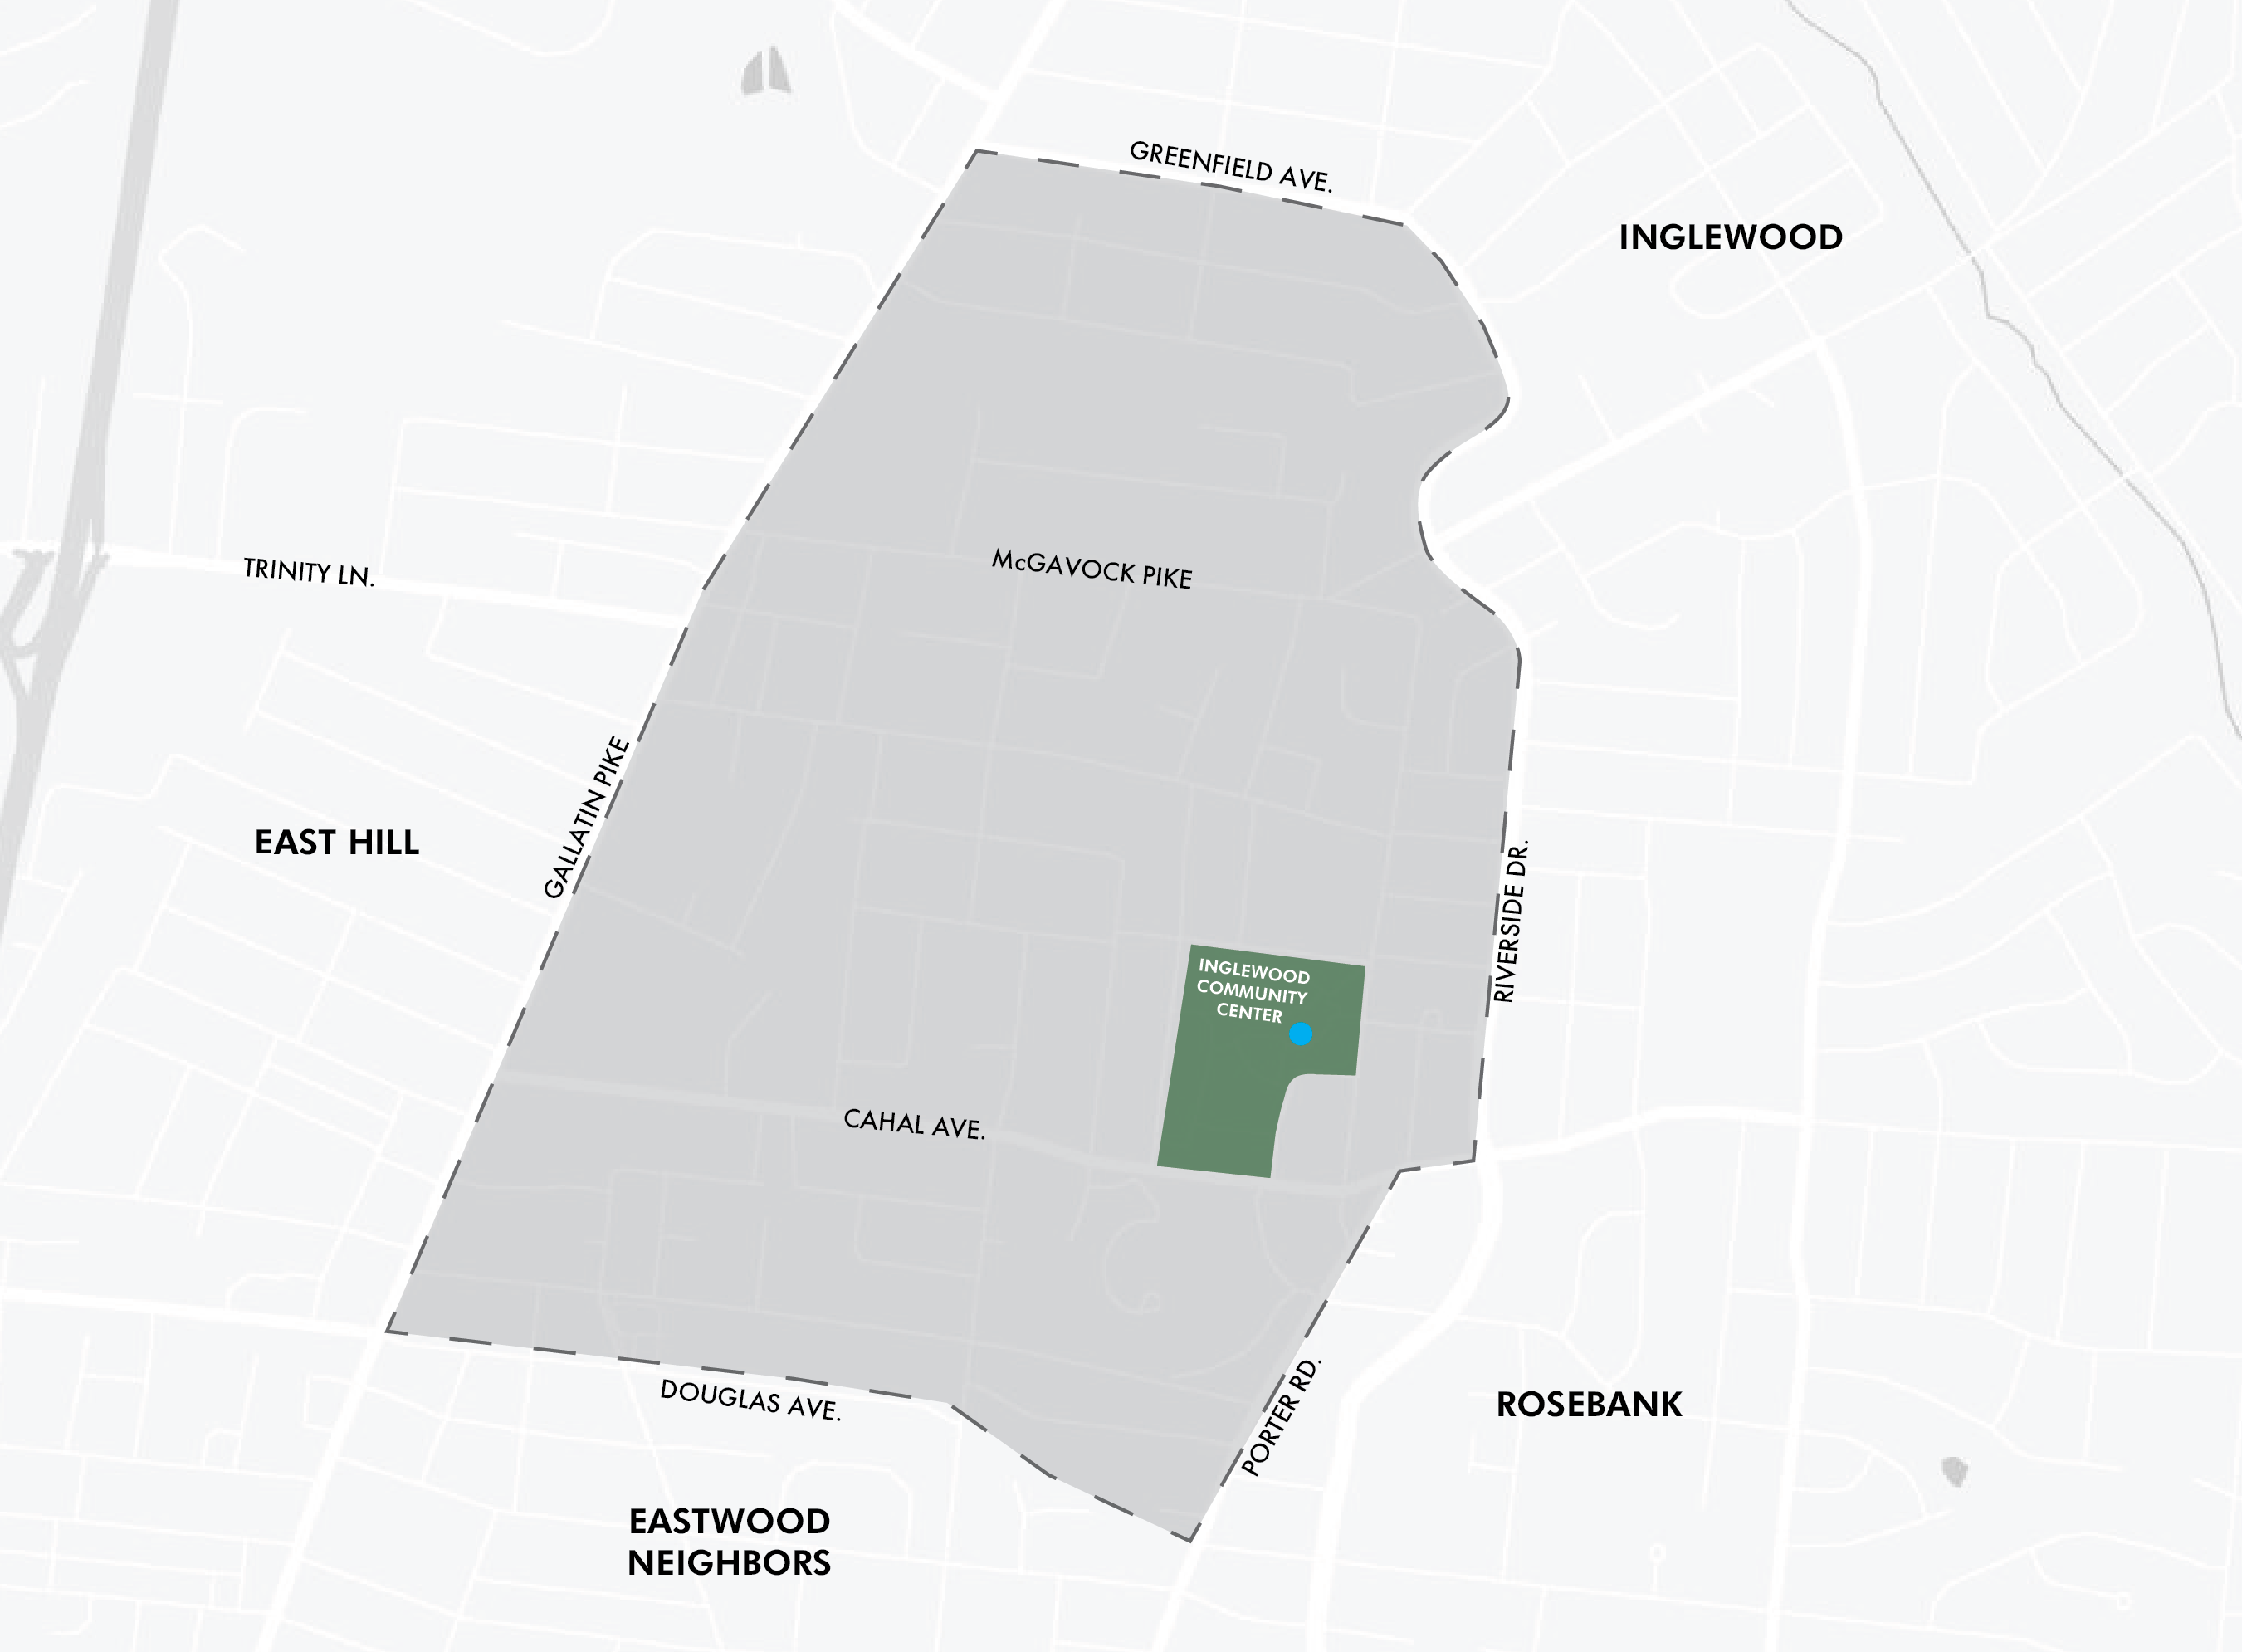 GREENFIELD AVE.
INGLEWOOD
TRINITY LN.
McGAVOCK PIKE
GALLATIN PIKE
EAST HILL
RIVERSIDE DR.
INGLEWOOD
COMMUNITY
CENTER
CAHAL AVE.
DOUGLAS AVE.
PORTER RD.
ROSEBANK
EASTWOOD
NEIGHBORS